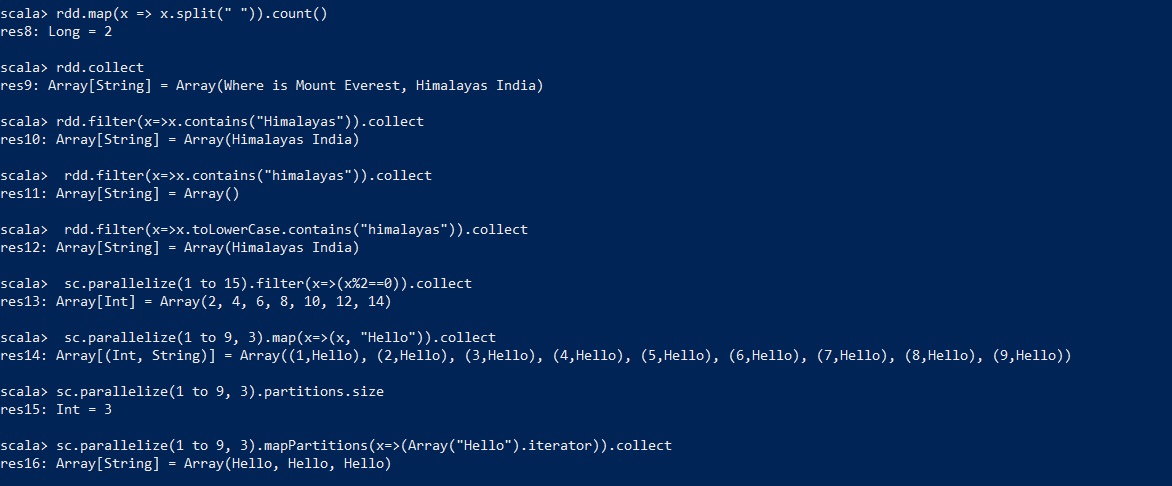 scala> rdd.map(x => x.split(" ")).count()
res8: Long = 2
scala> rdd.collect
res9: Array[String] = Array(Where is Mount Everest, Himalayas India)
scala> rdd.filter(x=>x.contains("Himalayas")).collect
res10: Array[String] = Array(Himalayas India)
scala>  rdd.filter(x=>x.contains("himalayas")).collect
res11: Array[String] = Array()
scala>  rdd.filter(x=>x.toLowerCase.contains("himalayas")).collect
res12: Array[String] = Array(Himalayas India)
scala>  sc.parallelize(1 to 15).filter(x=>(x%2==0)).collect
res13: Array[Int] = Array(2, 4, 6, 8, 10, 12, 14)
scala>  sc.parallelize(1 to 9, 3).map(x=>(x, "Hello")).collect
res14: Array[(Int, String)] = Array((1,Hello), (2,Hello), (3,Hello), (4,Hello), (5,Hello), (6,Hello), (7,Hello), (8,Hello), (9,Hello))
scala> sc.parallelize(1 to 9, 3).partitions.size
res15: Int = 3
scala> sc.parallelize(1 to 9, 3).mapPartitions(x=>(Array("Hello").iterator)).collect
res16: Array[String] = Array(Hello, Hello, Hello)